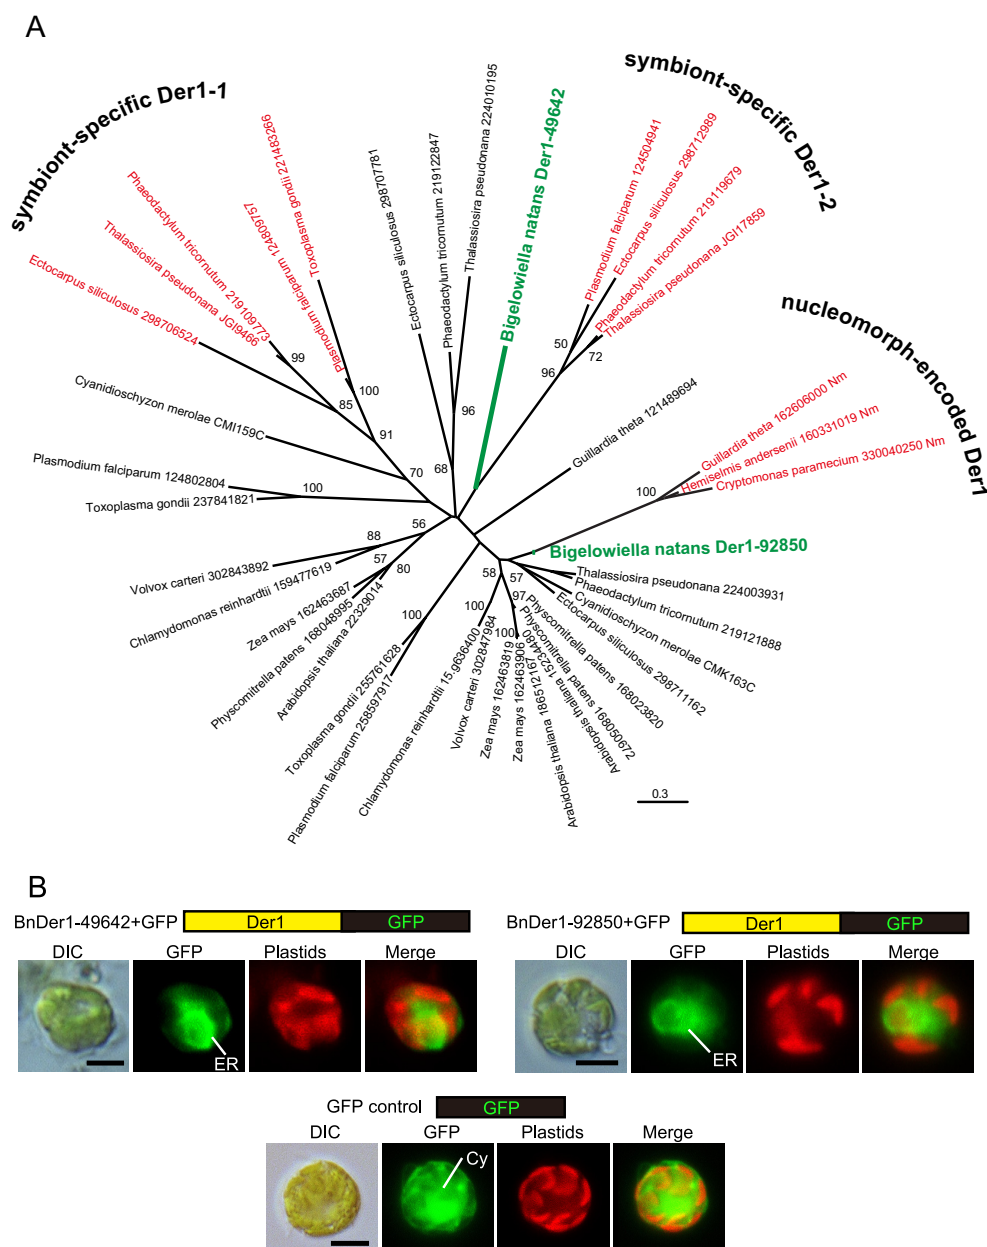 A
symbiont-specific Der1-1
symbiont-specific Der1-2
nucleomorph-encoded Der1
Ectocarpus siliculosus 298706524
Thalassiosira pseudonana JGI9466
Phaeodactylum tricornutum 219109773
Plasmodium falciparum 124809757
Toxoplasma gondii 221483266
Ectocarpus siliculosus 298707781
Phaeodactylum tricornutum 219122847
Thalassiosira pseudonana 224010195
Bigelowiella natans Der1-49642
Plasmodium falciparum 124504941
Ectocarpus siliculosus 298712989
Phaeodactylum tricornutum 219119679
Thalassiosira pseudonana JGI17859
Guillardia theta 121489694
Guillardia theta 162606000 Nm
Hemiselmis andersenii 160331019 Nm
Cryptomonas paramecium 330040250 Nm
Bigelowiella natans Der1-92850
Thalassiosira pseudonana 224003931
Phaeodactylum tricornutum 219121888
Cyanidioschyzon merolae CMK163C
Ectocarpus siliculosus 298711162
Physcomitrella patens 168023820
Physcomitrella patens 168050672
Arabidopsis thaliana 15234480
Arabidopsis thaliana 186512167
Zea mays 162463906
Zea mays 162463819
Volvox carteri 302847984
Chlamydomonas reinhardtii 15.g636400
Plasmodium falciparum 258597917
Toxoplasma gondii 255761628
Arabidopsis thaliana 22329014
Physcomitrella patens 168048995
Zea mays 162463687
Chlamydomonas reinhardtii 159477619
Volvox carteri 302843892
Toxoplasma gondii 237841821
Plasmodium falciparum 124802804
Cyanidioschyzon merolae CMI159C
99
100
85
91
70
100
68
96
50
72
96
100
56
88
57
80
100
58
57
100
97
100
0.3
B
BnDer1-49642+GFP
Der1
GFP
DIC
GFP
Plastids
Merge
ER
BnDer1-92850+GFP
Der1
GFP
DIC
GFP
Plastids
Merge
ER
GFP control
GFP
DIC
GFP
Plastids
Merge
Cy